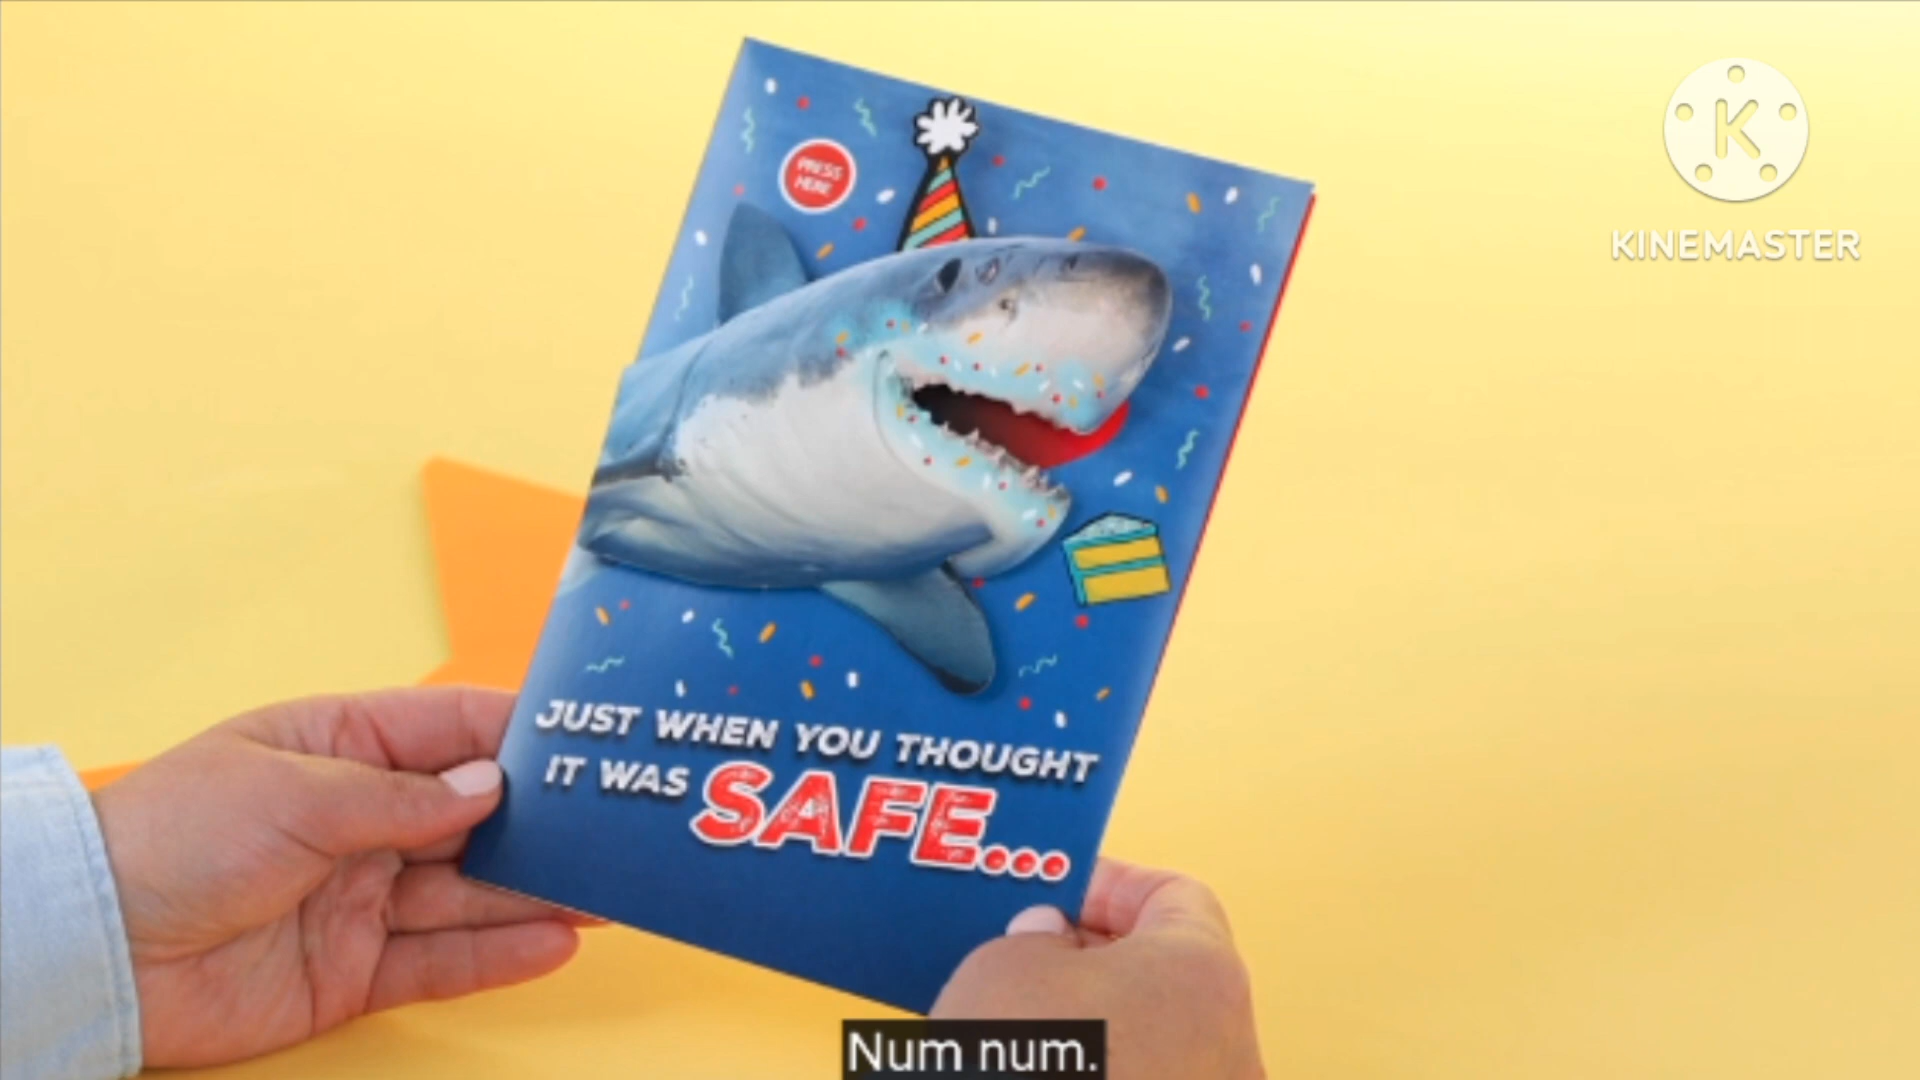 K
KINEMASTER
PRESS
HERE
JUST WHEN YOU THOUGHT
IT WAS SAFE...
Num num.